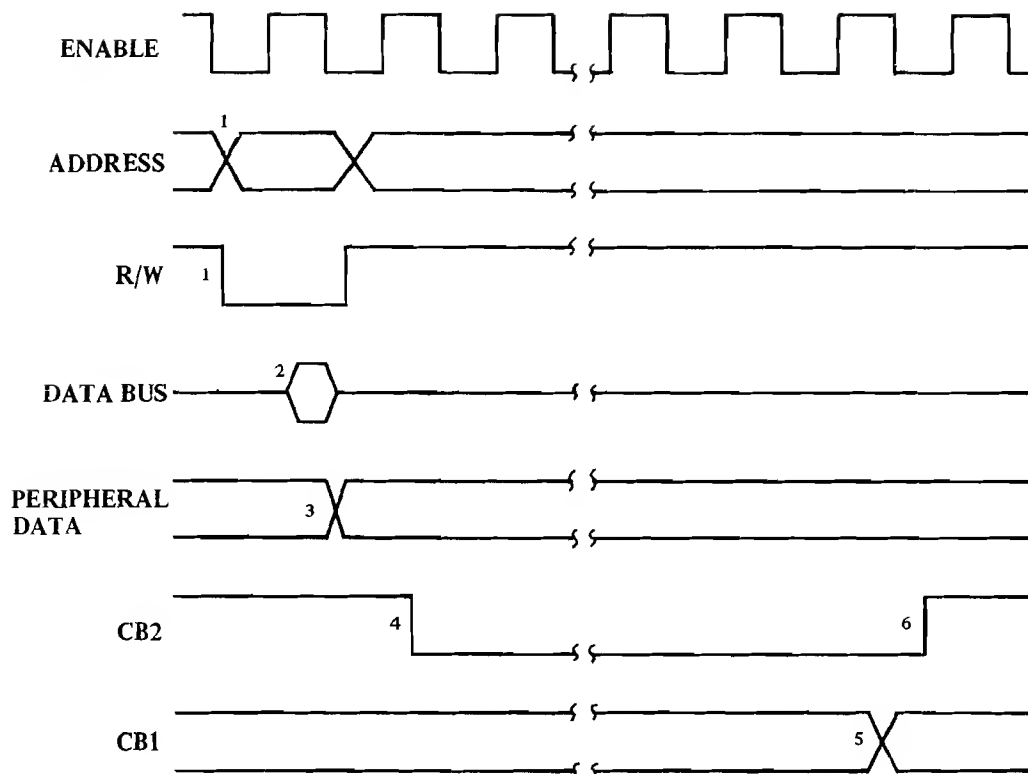 ENABLE
1
ADDRESS
R/W
1
DATA BUS
2
PERIPHERAL
DATA
3
CB2
4
6
CB1
5